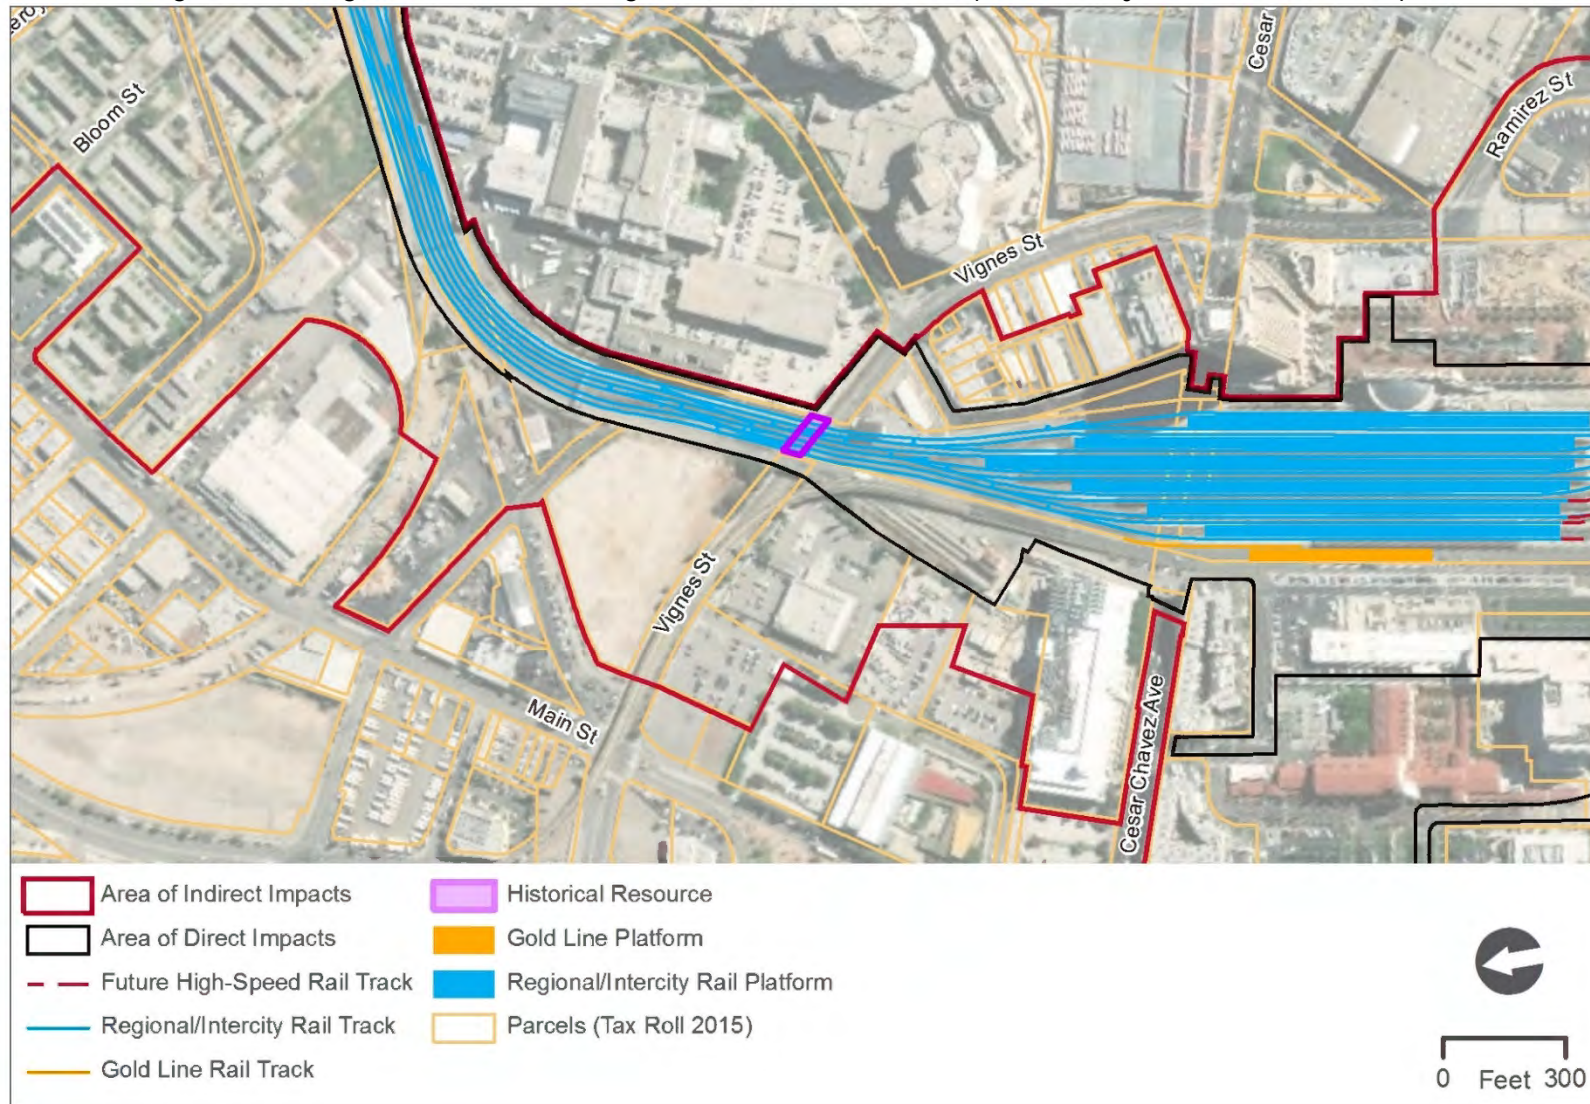 Bloom St
Cesar
Ramirez St
Vignes St
Vignes St
Main St
Cesar Chavez Ave
Area of Indirect Impacts
Area of Direct Impacts
Future High-Speed Rail Track
Regional/Intercity Rail Track
Gold Line Rail Track
Historical Resource
Gold Line Platform
Regional/Intercity Rail Platform
Parcels (Tax Roll 2015)
0 Feet 300